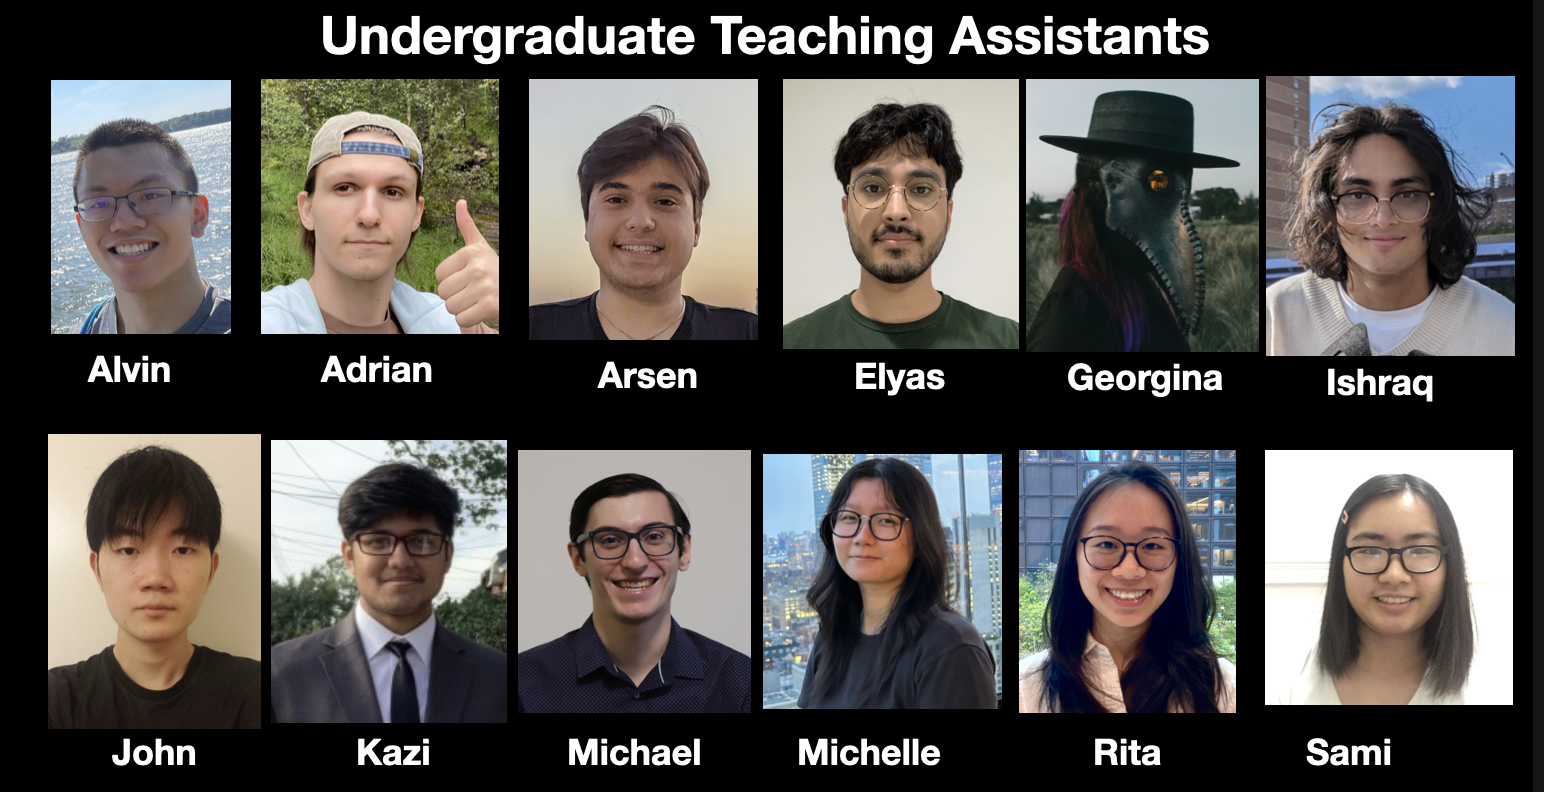 Undergraduate Teaching Assistants
Alvin Adrian Arsen Elyas Georgina Ishraq
John Kazi Michael Michelle Rita Sami